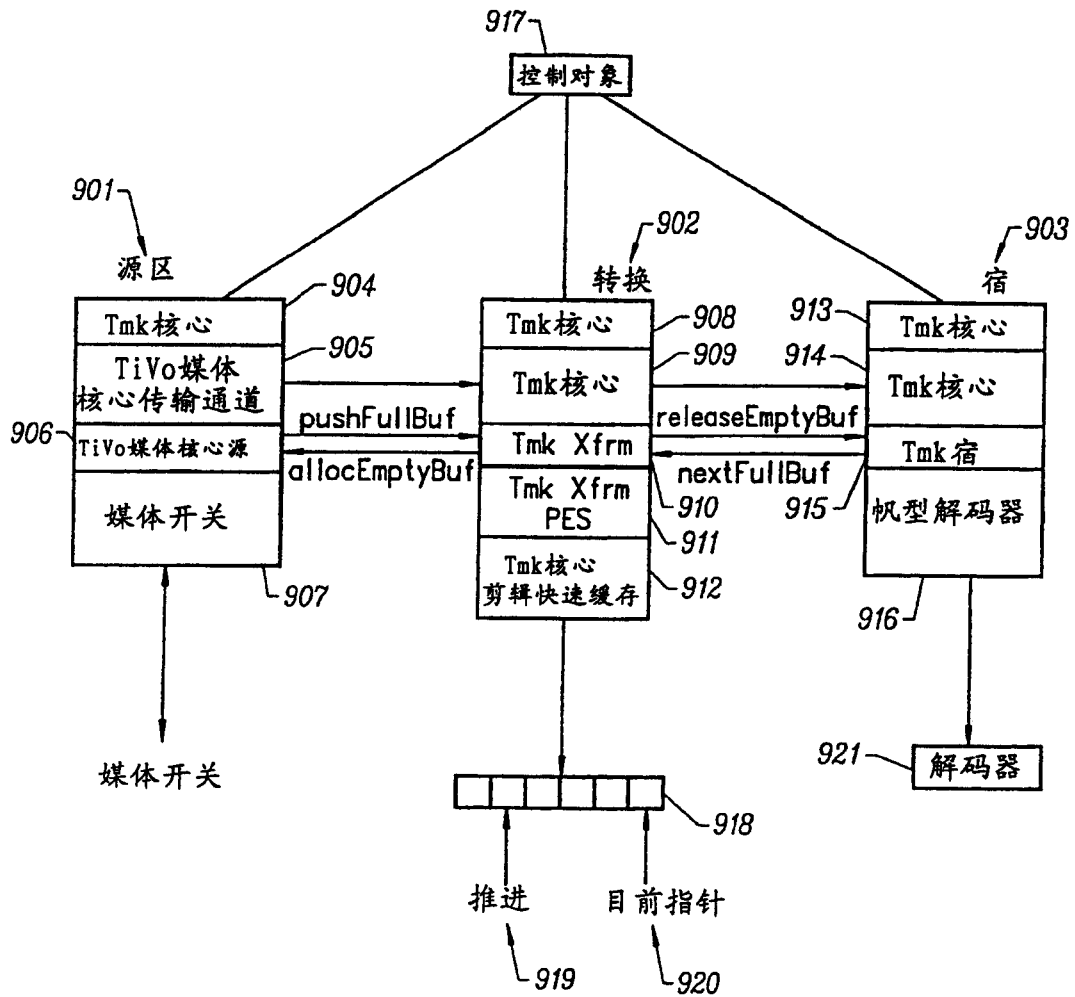 917
控制对象
901
902
903
源区
转换
宿
904
Tmk核心
905
TiVo媒体
核心传输通道
906
TiVo媒体核心源
媒体开关
907
媒体开关
pushFullBuf
allocEmptyBuf
Tmk核心
908
909
Tmk核心
Tmk Xfrm
910
Tmk Xfrm
PES
911
Tmk核心
剪辑快速缓存
912
releaseEmptyBuf
nextFullBuf
913
Tmk核心
914
Tmk核心
Tmk宿
915
帆型解码器
916
921
解码器
918
推进
目前指针
919
920